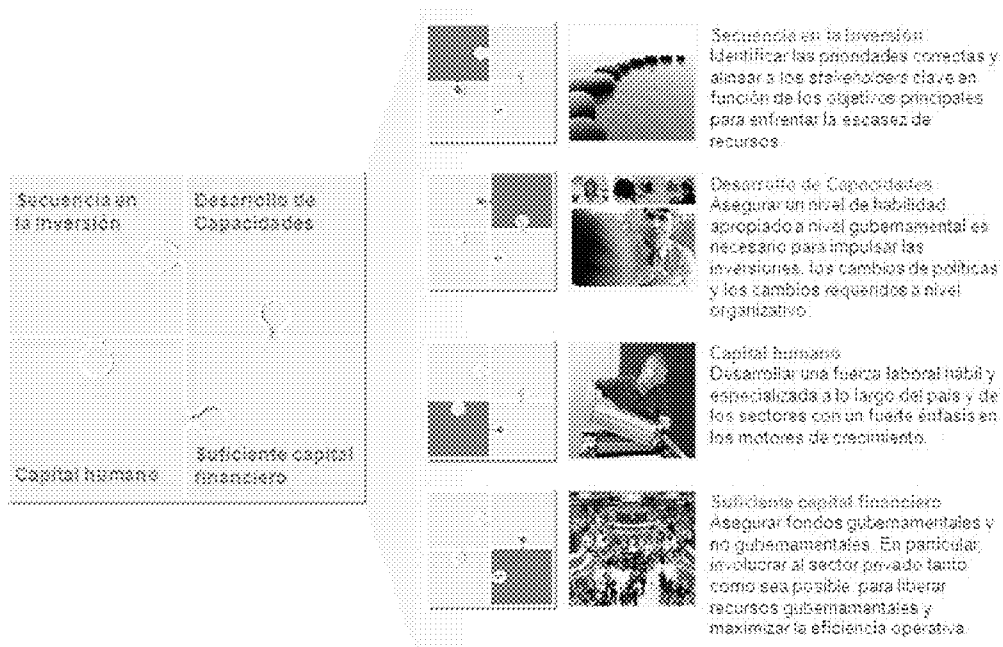 Secuencia en
la Inversión
Desarrollo de
Capacidades
Capital humano
Suficiente capital
financiero
Secuencia en la Inversión
Identificar las prioridades correctas y
alinear a los stakeholders clave en
función de los objetivos principales
para enfrentar la escasez de
recursos.
Desarrollo de Capacidades
Asegurar un nivel de habilidad
apropiado a nivel gubernamental es
necesario para impulsar las
inversiones, los cambios de políticas
y los cambios requeridos a nivel
organizativo.
Capital humano
Desarrollar una fuerza laboral hábil y
especializada a lo largo del país y de
los sectores con un fuerte énfasis en
los motores de crecimiento.
Suficiente capital financiero
Asegurar fondos gubernamentales y
no gubernamentales. En particular,
involucrar al sector privado tanto
como sea posible, para liberar
recursos gubernamentales y
maximizar la eficiencia operativa.